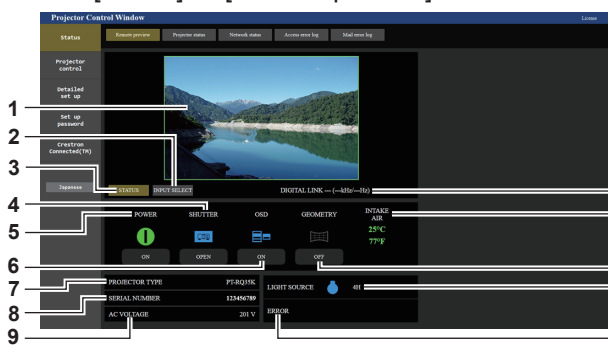 Projector Control Window License
Status Remote preview Projector status Network status Access error log Mail error log
Projector
control
Detailed
set up
Set up
password
Crestron
Connected(TM)
Japanese
1
2
3
STATUS INPUT SELECT DIGITAL LINK --- (---kHz/---Hz)
4
5
POWER SHUTTER OSD GEOMETRY INTAKE
AIR
25°C
77°F
ON OPEN ON OFF
6
7
PROJECTOR TYPE PT-RQ35K
LIGHT SOURCE 4H
8
SERIAL NUMBER 123456789
9
AC VOLTAGE 201 V
ERROR